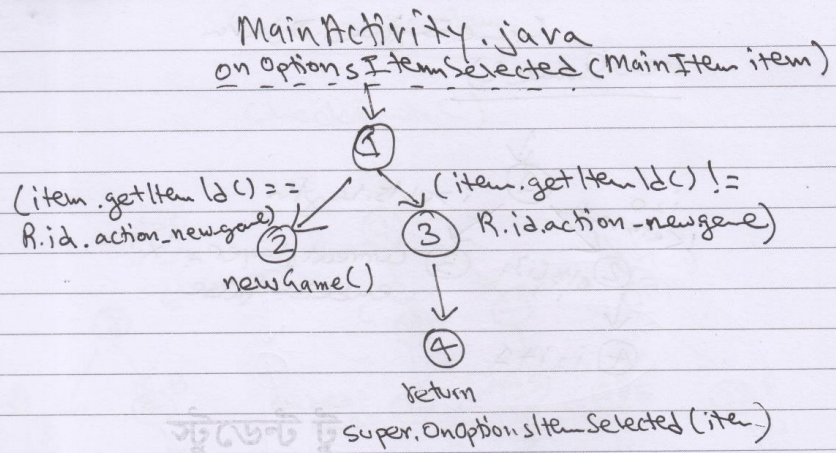 MainActivity.java
onOptionsItemSelected (MainItem item)
1
(item.getItemId() ==
R.id.action_newgame)
(item.getItemId() !=
R.id.action_newgame)
2
3
newGame()
4
return
super.OnOptionsItemSelected (item)
স্টুডেন্ট টু